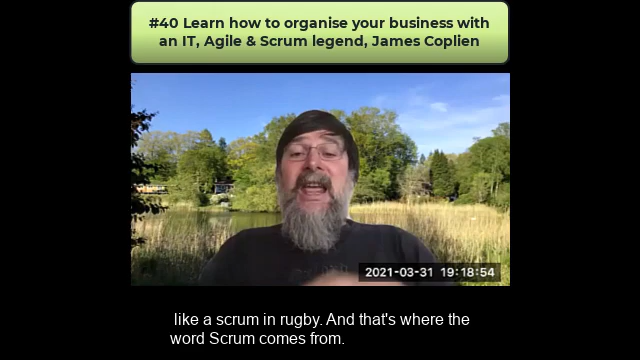 #40 Learn how to organise your business with
an IT, Agile & Scrum legend, James Coplien
2021-03-31 19:18:54
like a scrum in rugby. And that's where the
word Scrum comes from.